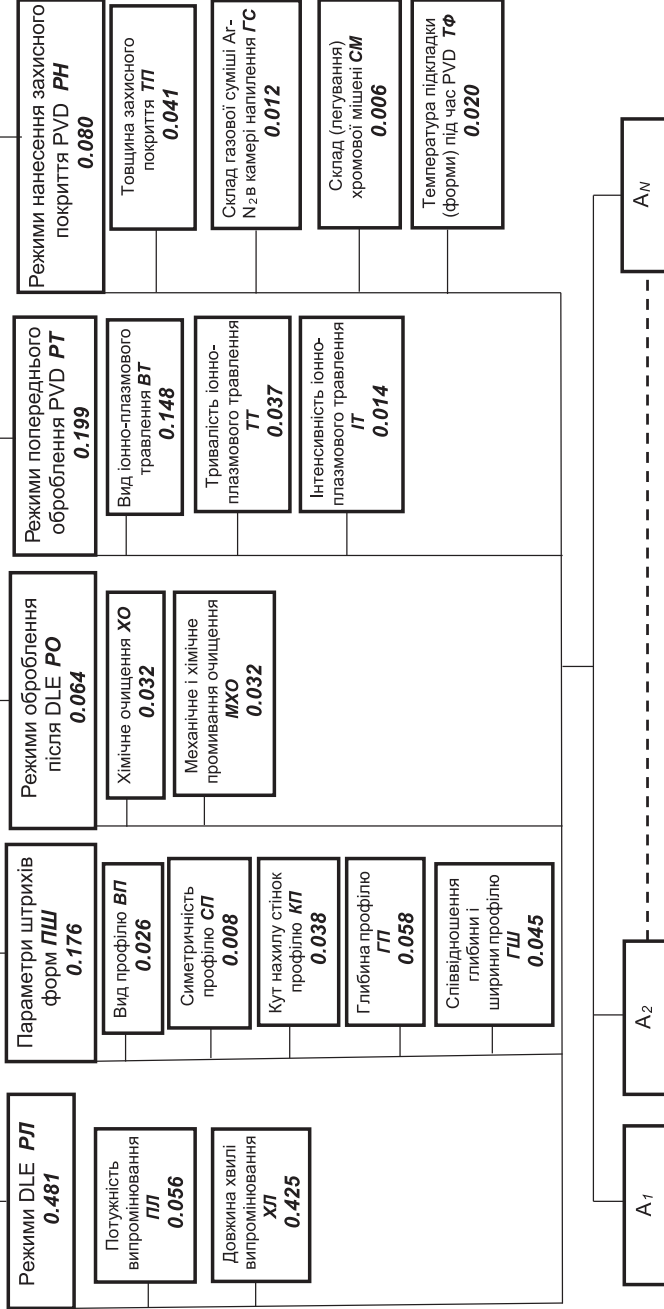 Режими DLE РЛ
0.481
Потужність
випромінювання
ПЛ
0.056
Довжина хвилі
випромінювання
ХЛ
0.425
Параметри штрихів
форм ПШ
0.176
Вид профілю ВП
0.026
Симетричність
профілю СП
0.008
Кут нахилу стінок
профілю КП
0.038
Глибина профілю
ГП
0.058
Співвідношення
глибини і
ширини профілю
ГШ
0.045
Режими оброблення
після DLE РО
0.064
Хімічне очищення ХО
0.032
Механічне і хімічне
промивання очищення
МХО
0.032
Режими попереднього
оброблення PVD РТ
0.199
Вид іонно-плазмового
травлення ВТ
0.148
Тривалість іонно-
плазмового травлення
ТТ
0.037
Інтенсивність іонно-
плазмового травлення
ІТ
0.014
Режими нанесення захисного
покриття PVD РН
0.080
Товщина захисного
покриття ТП
0.041
Склад газової суміші Ar-
N₂ в камері напилення ГС
0.012
Склад (легування)
хромової мішені СМ
0.006
Температура підкладки
(форми) під час PVD ТФ
0.020
A₁
A₂
Aɴ